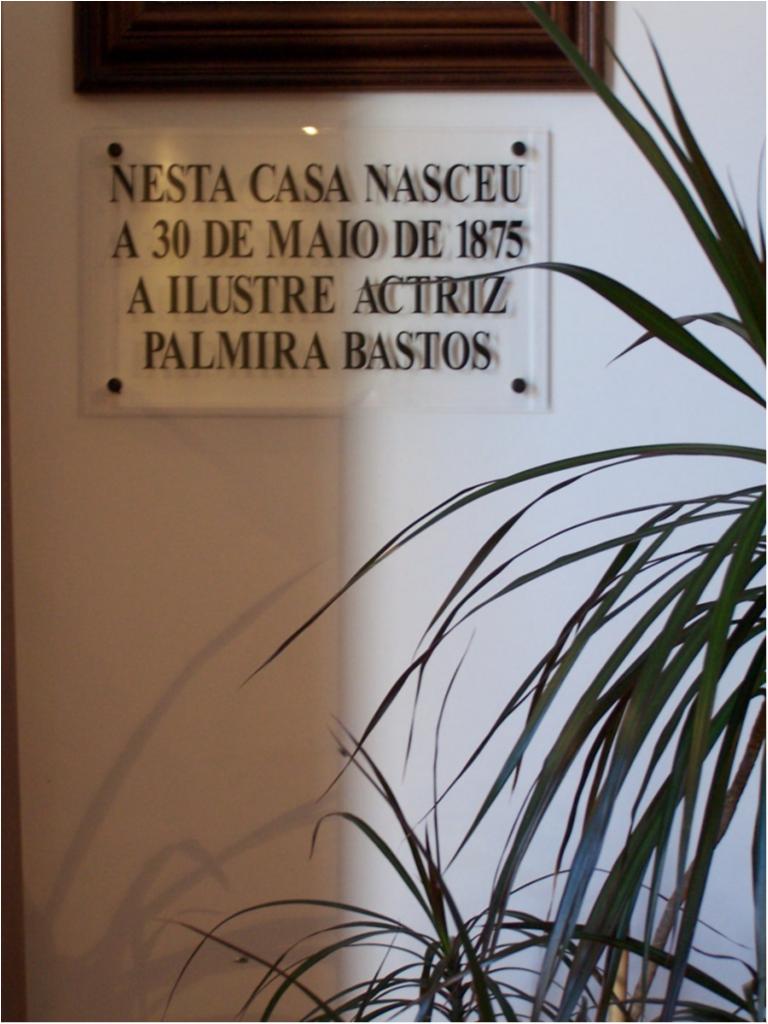 NESTA CASA NASCEU
A 30 DE MAIO DE 1875
A ILUSTRE ACTRIZ
PALMIRA BASTOS